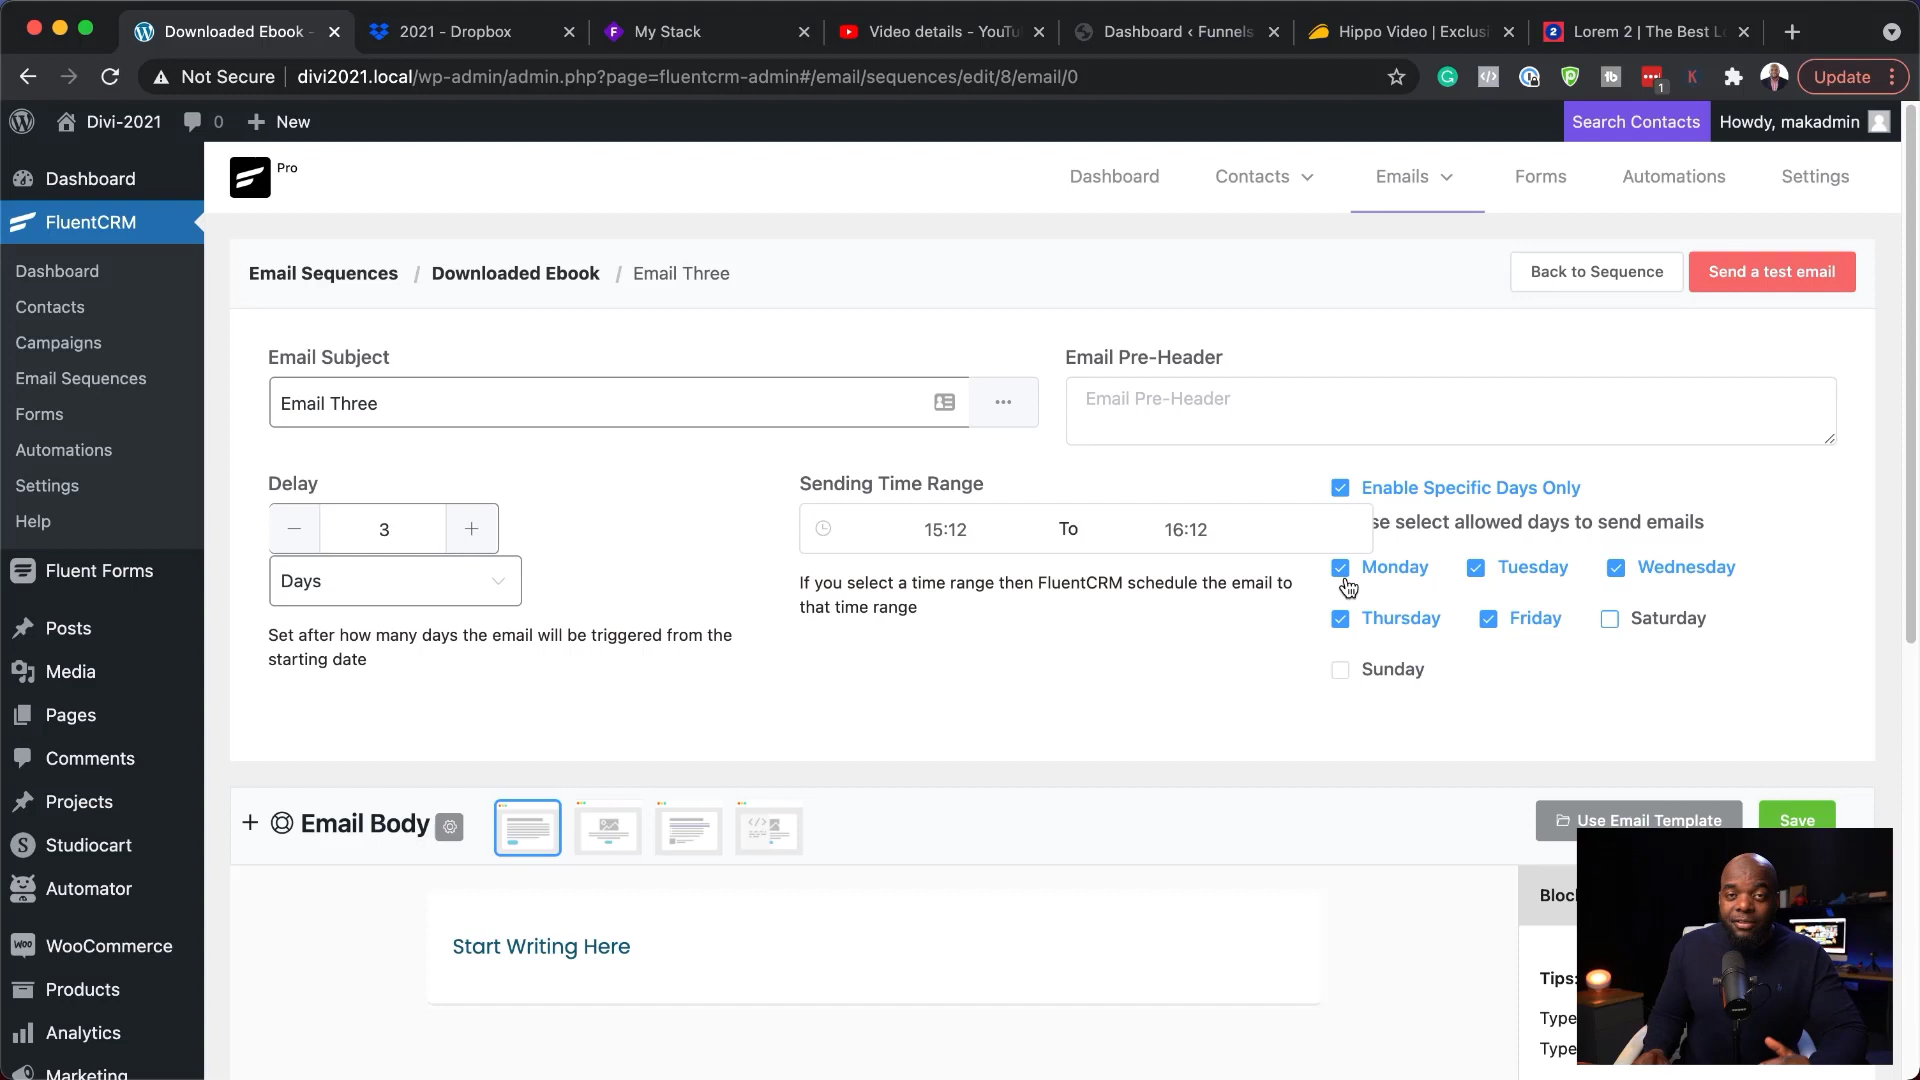 Downloaded Ebook -
2021 - Dropbox
My Stack
Video details - YouTu
Dashboard ‹ Funnels
Hippo Video | Exclusi
Lorem 2 | The Best Lo
Not Secure
divi2021.local/wp-admin/admin.php?page=fluentcrm-admin#/email/sequences/edit/8/email/0
1
Update
Divi-2021
0
New
Search Contacts
Howdy, makadmin
Dashboard
FluentCRM
Dashboard
Contacts
Campaigns
Email Sequences
Forms
Automations
Settings
Help
Fluent Forms
Posts
Media
Pages
Comments
Projects
Studiocart
Automator
WooCommerce
Products
Analytics
Marketing
Pro
Dashboard
Contacts
Emails
Forms
Automations
Settings
Email Sequences / Downloaded Ebook / Email Three
Back to Sequence
Send a test email
Email Subject
Email Three
Email Pre-Header
Email Pre-Header
Delay
3
Days
Set after how many days the email will be triggered from the
starting date
Sending Time Range
15:12 To 16:12
If you select a time range then FluentCRM schedule the email to
that time range
Enable Specific Days Only
se select allowed days to send emails
Monday
Tuesday
Wednesday
Thursday
Friday
Saturday
Sunday
Email Body
Use Email Template
Save
Start Writing Here
Bloc
Tips:
Type
Type